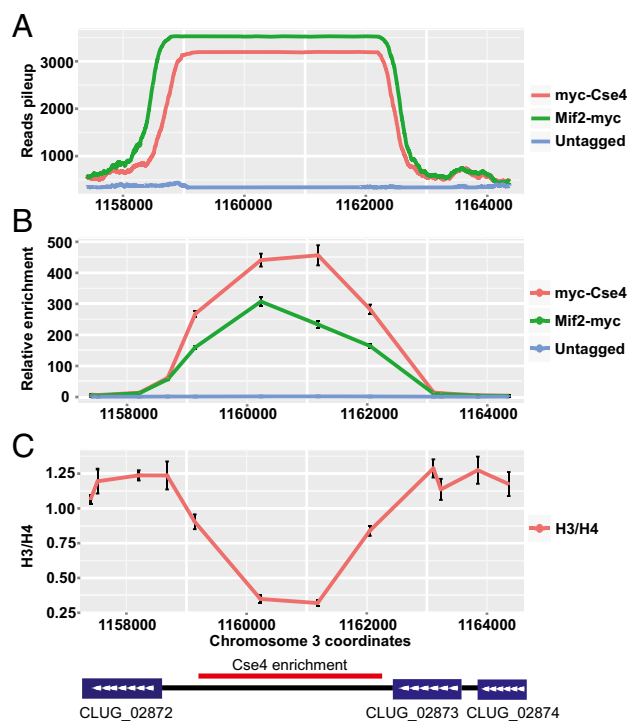 A
Reads pileup
3000
2000
1000
1158000 1160000 1162000 1164000
myc-Cse4
Mif2-myc
Untagged
B
Relative enrichment
500
400
300
200
100
0
1158000 1160000 1162000 1164000
myc-Cse4
Mif2-myc
Untagged
C
H3/H4
1.25
1.00
0.75
0.50
0.25
1158000 1160000 1162000 1164000
Chromosome 3 coordinates
H3/H4
Cse4 enrichment
CLUG_02872 CLUG_02873 CLUG_02874